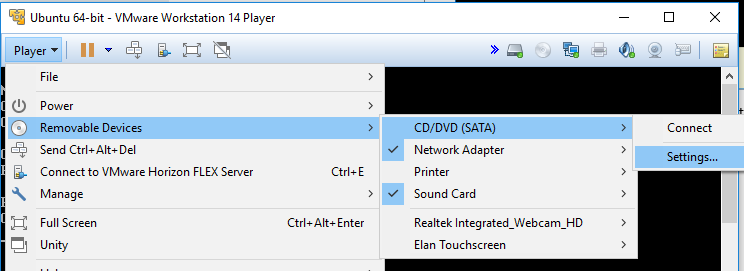 Ubuntu 64-bit - VMware Workstation 14 Player
Player
File
Power
Removable Devices
CD/DVD (SATA)
Connect
Send Ctrl+Alt+Del
Network Adapter
Settings...
Connect to VMware Horizon FLEX Server Ctrl+E
Printer
Manage
Sound Card
Full Screen Ctrl+Alt+Enter
Realtek Integrated_Webcam_HD
Unity
Elan Touchscreen